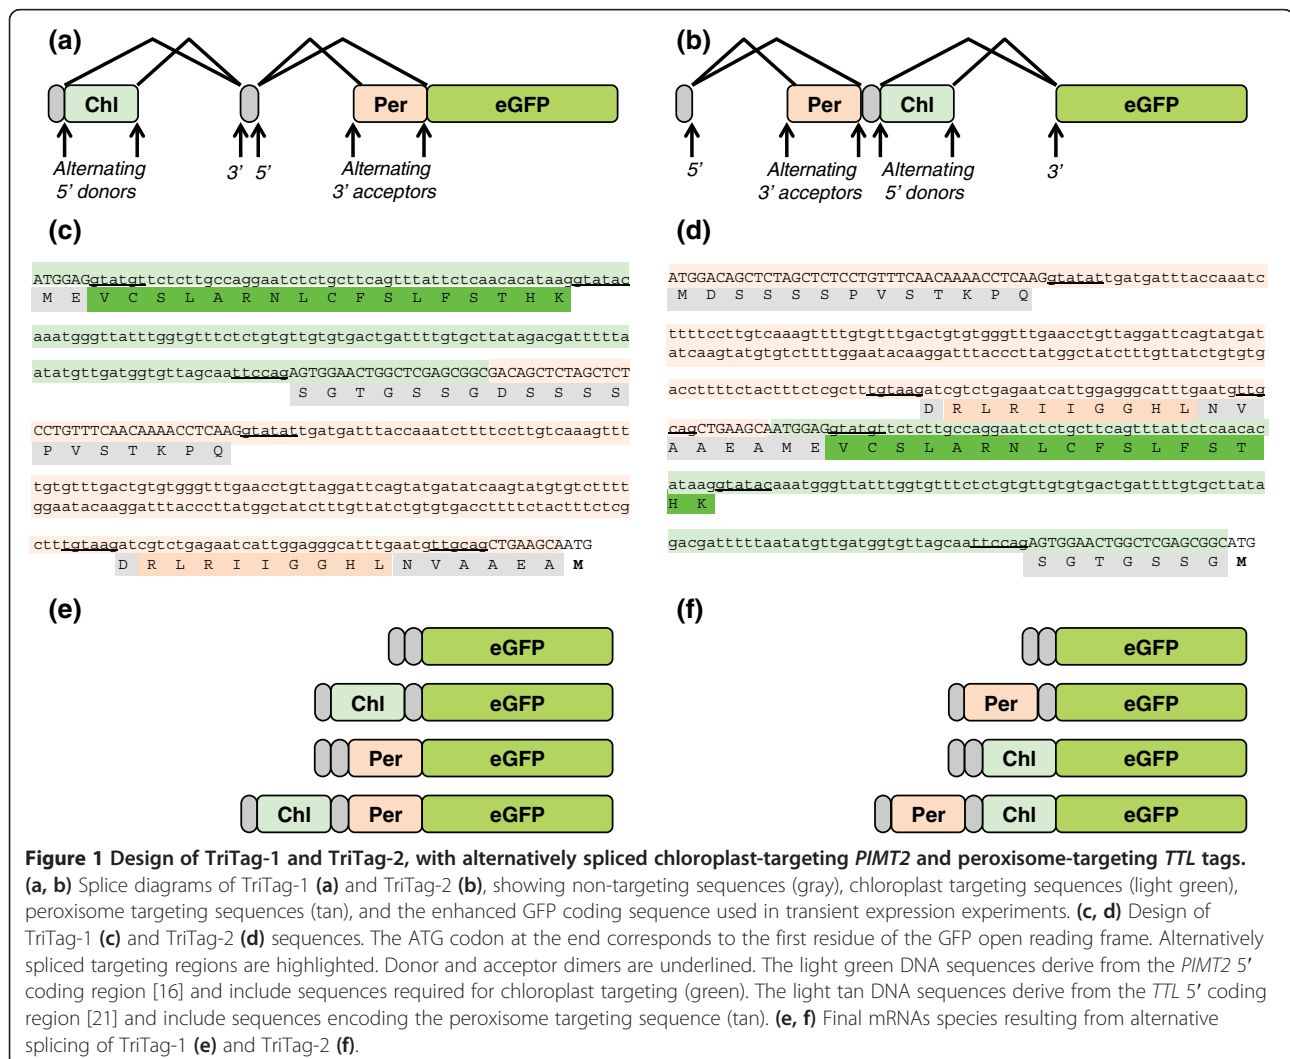 (a)
Chl
Per
eGFP
Alternating
5' donors
3'
5'
Alternating
3' acceptors
(b)
Per
Chl
eGFP
5'
Alternating
3' acceptors
Alternating
5' donors
3'
(c)
ATGGAGgtatgttctcttgccaggaatctctgcttcagtttattctcaacacataaggtatac
M E V C S L A R N L C F S L F S T H K
aaatgggttatttggtgtttctctgtgttgtgtgactgattttgtgcttatagacgattttta
atatgttgatggtgttagcaattccagAGTGGAACTGGCTCGAGCGGCGACAGCTCTAGCTCT
S G T G S S G D S S S S
CCTGTTTCAACAAAACCTCAAGgtatattgatgatttaccaaatcttttccttgtcaaagttt
P V S T K P Q
tgtgtttgactgtgtgggtttgaacctgttaggattcagtatgatatcaagtatgtgtctttt
ggaatacaaggatttacccttatggctatctttgttatctgtgtgaccttttctactttctcg
ctttgtaagatcgtctgagaatcattggagggcatttgaatgttgcagCTGAAGCAATG
D R L R I I G G H L N V A A E A M
(d)
ATGGACAGCTCTAGCTCTCCTGTTTCAACAAAACCTCAAGgtatattgatgatttaccaaatc
M D S S S S P V S T K P Q
ttttccttgtcaaagttttgtgtttgactgtgtgggtttgaacctgttaggattcagtatgat
atcaagtatgtgtcttttggaatacaaggatttacccttatggctatctttgttatctgtgtg
accttttctactttctcgctttgtaagatcgtctgagaatcattggagggcatttgaatgttg
D R L R I I G G H L N V
cagCTGAAGCAATGGAGgtatgttctcttgccaggaatctctgcttcagtttattctcaacac
A A E A M E V C S L A R N L C F S L F S T
ataaggtatacaaatgggttatttggtgtttctctgtgttgtgtgactgattttgtgcttata
H K
gacgatttttaatatgttgatggtgttagcaattccagAGTGGAACTGGCTCGAGCGGCATG
S G T G S S G M
(e)
eGFP
Chl
eGFP
Per
eGFP
Chl
Per
eGFP
(f)
eGFP
Per
eGFP
Chl
eGFP
Per
Chl
eGFP
Figure 1 Design of TriTag-1 and TriTag-2, with alternatively spliced chloroplast-targeting PIMT2 and peroxisome-targeting TTL tags.
(a, b) Splice diagrams of TriTag-1 (a) and TriTag-2 (b), showing non-targeting sequences (gray), chloroplast targeting sequences (light green),
peroxisome targeting sequences (tan), and the enhanced GFP coding sequence used in transient expression experiments. (c, d) Design of
TriTag-1 (c) and TriTag-2 (d) sequences. The ATG codon at the end corresponds to the first residue of the GFP open reading frame. Alternatively
spliced targeting regions are highlighted. Donor and acceptor dimers are underlined. The light green DNA sequences derive from the PIMT2 5′
coding region [16] and include sequences required for chloroplast targeting (green). The light tan DNA sequences derive from the TTL 5′ coding
region [21] and include sequences encoding the peroxisome targeting sequence (tan). (e, f) Final mRNAs species resulting from alternative
splicing of TriTag-1 (e) and TriTag-2 (f).